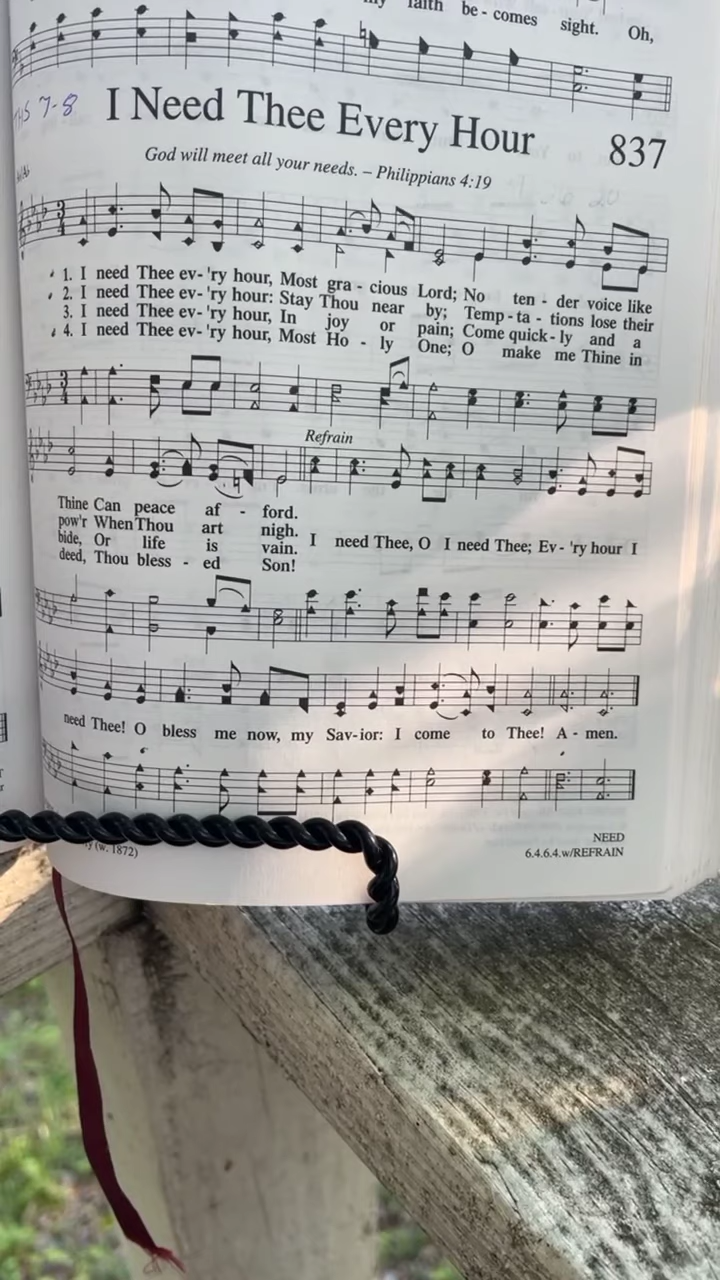 faith be - comes sight. Oh,
7-8
I Need Thee Every Hour 837
God will meet all your needs. – Philippians 4:19
1. I need Thee ev- 'ry hour, Most gra - cious Lord; No ten - der voice like
2. I need Thee ev- 'ry hour: Stay Thou near by; Temp - ta - tions lose their
3. I need Thee ev- 'ry hour, In joy or pain; Come quick - ly and a
4. I need Thee ev- 'ry hour, Most Ho - ly One; O make me Thine in
Refrain
Thine Can peace af - ford.
pow'r When Thou art nigh.
bide, Or life is vain.
deed, Thou bless - ed Son!
I need Thee, O I need Thee; Ev - 'ry hour I
need Thee! O bless me now, my Sav-ior: I come to Thee! A - men.
(w. 1872)
NEED
6.4.6.4.w/REFRAIN